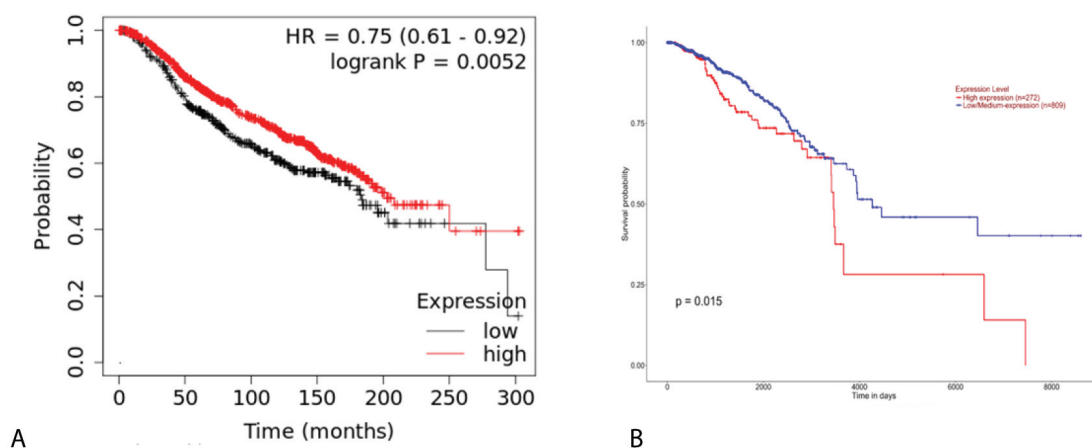 HR = 0.75 (0.61 - 0.92)
logrank P = 0.0052
Probability
1.0
0.8
0.6
0.4
0.2
0.0
Expression
low
high
0 50 100 150 200 250 300
Time (months)
A
Survival probability
1.00
0.75
0.50
0.25
0.00
Expression Level
High expression (n=272)
Low/Medium-expression (n=809)
p = 0.015
0 2000 4000 6000 8000
Time in days
B